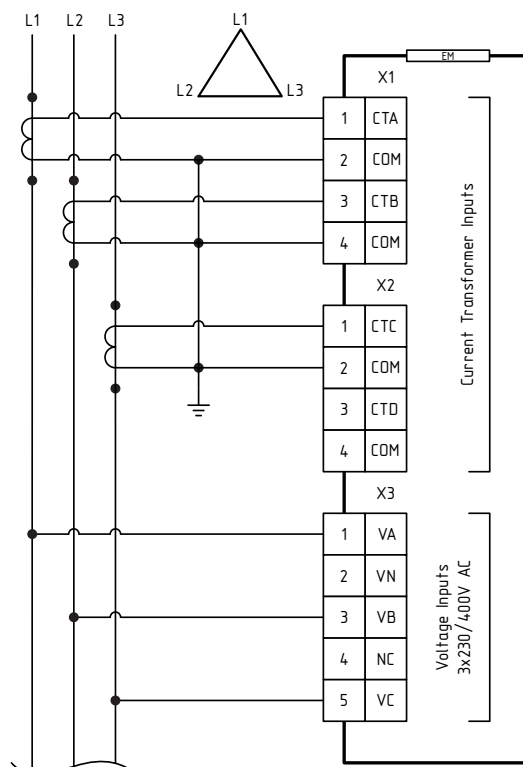 L1 L2 L3
L1
L2 L3
EM
X1
1 CTA
2 COM
3 CTB
4 COM
X2
1 CTC
2 COM
3 CTD
4 COM
Current Transformer Inputs
X3
1 VA
2 VN
3 VB
4 NC
5 VC
Voltage Inputs
3x230/400V AC